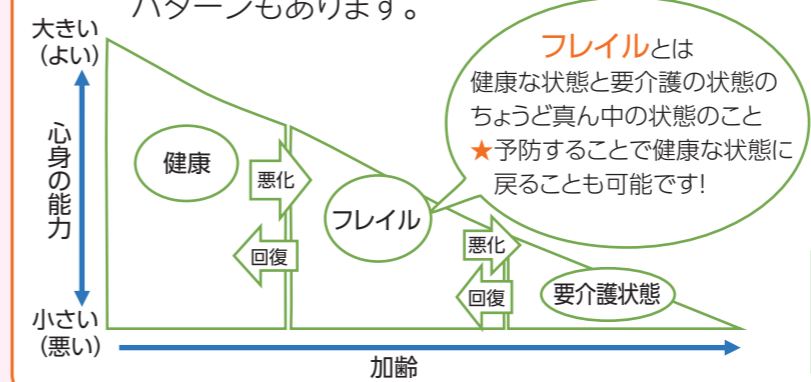 パターンもあります。
大きい
（よい）
心身の能力
小さい
（悪い）
健康
悪化
回復
フレイル
悪化
回復
要介護状態
加齢
フレイルとは
健康な状態と要介護の状態の
ちょうど真ん中の状態のこと
★予防することで健康な状態に
戻ることも可能です!